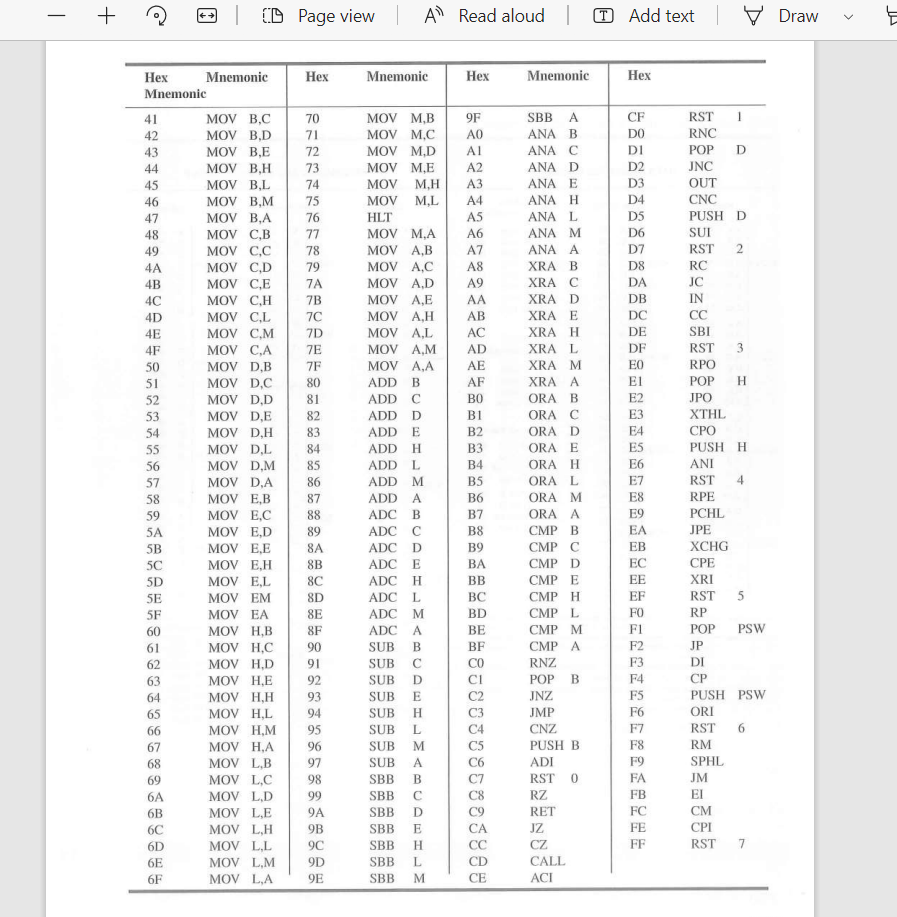 Page view Read aloud Add text Draw
Hex Mnemonic Hex Mnemonic Hex Mnemonic Hex
Mnemonic
41 MOV B,C 70 MOV M,B 9F SBB A CF RST 1
42 MOV B,D 71 MOV M,C A0 ANA B D0 RNC
43 MOV B,E 72 MOV M,D A1 ANA C D1 POP D
44 MOV B,H 73 MOV M,E A2 ANA D D2 JNC
45 MOV B,L 74 MOV M,H A3 ANA E D3 OUT
46 MOV B,M 75 MOV M,L A4 ANA H D4 CNC
47 MOV B,A 76 HLT A5 ANA L D5 PUSH D
48 MOV C,B 77 MOV M,A A6 ANA M D6 SUI
49 MOV C,C 78 MOV A,B A7 ANA A D7 RST 2
4A MOV C,D 79 MOV A,C A8 XRA B D8 RC
4B MOV C,E 7A MOV A,D A9 XRA C DA JC
4C MOV C,H 7B MOV A,E AA XRA D DB IN
4D MOV C,L 7C MOV A,H AB XRA E DC CC
4E MOV C,M 7D MOV A,L AC XRA H DE SBI
4F MOV C,A 7E MOV A,M AD XRA L DF RST 3
50 MOV D,B 7F MOV A,A AE XRA M E0 RPO
51 MOV D,C 80 ADD B AF XRA A E1 POP H
52 MOV D,D 81 ADD C B0 ORA B E2 JPO
53 MOV D,E 82 ADD D B1 ORA C E3 XTHL
54 MOV D,H 83 ADD E B2 ORA D E4 CPO
55 MOV D,L 84 ADD H B3 ORA E E5 PUSH H
56 MOV D,M 85 ADD L B4 ORA H E6 ANI
57 MOV D,A 86 ADD M B5 ORA L E7 RST 4
58 MOV E,B 87 ADD A B6 ORA M E8 RPE
59 MOV E,C 88 ADC B B7 ORA A E9 PCHL
5A MOV E,D 89 ADC C B8 CMP B EA JPE
5B MOV E,E 8A ADC D B9 CMP C EB XCHG
5C MOV E,H 8B ADC E BA CMP D EC CPE
5D MOV E,L 8C ADC H BB CMP E EE XRI
5E MOV EM 8D ADC L BC CMP H EF RST 5
5F MOV EA 8E ADC M BD CMP L F0 RP
60 MOV H,B 8F ADC A BE CMP M F1 POP PSW
61 MOV H,C 90 SUB B BF CMP A F2 JP
62 MOV H,D 91 SUB C C0 RNZ F3 DI
63 MOV H,E 92 SUB D C1 POP B F4 CP
64 MOV H,H 93 SUB E C2 JNZ F5 PUSH PSW
65 MOV H,L 94 SUB H C3 JMP F6 ORI
66 MOV H,M 95 SUB L C4 CNZ F7 RST 6
67 MOV H,A 96 SUB M C5 PUSH B F8 RM
68 MOV L,B 97 SUB A C6 ADI F9 SPHL
69 MOV L,C 98 SBB B C7 RST 0 FA JM
6A MOV L,D 99 SBB C C8 RZ FB EI
6B MOV L,E 9A SBB D C9 RET FC CM
6C MOV L,H 9B SBB E CA JZ FE CPI
6D MOV L,L 9C SBB H CC CZ FF RST 7
6E MOV L,M 9D SBB L CD CALL
6F MOV L,A 9E SBB M CE ACI